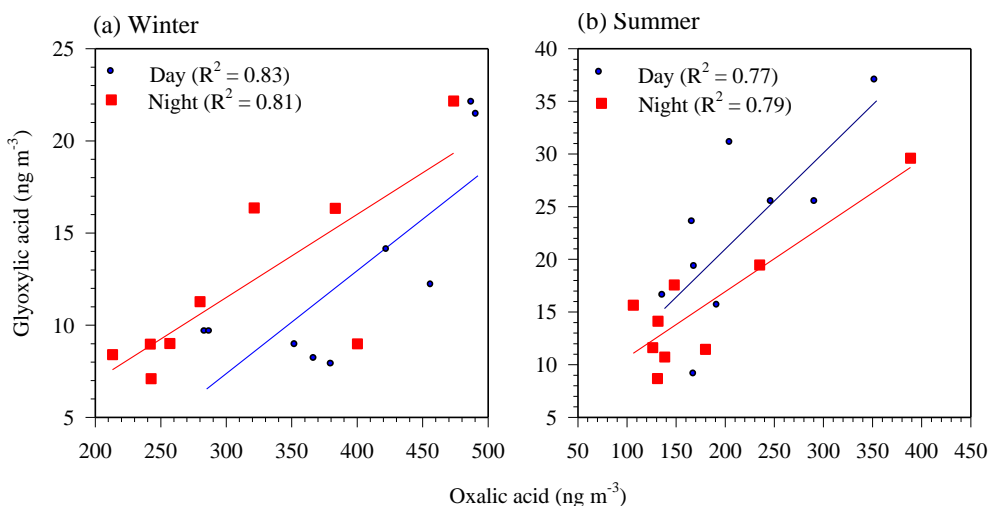 (a) Winter
(b) Summer
25
20
15
10
5
Day (R² = 0.83)
Night (R² = 0.81)
200 250 300 350 400 450 500
40
35
30
25
20
15
10
5
Day (R² = 0.77)
Night (R² = 0.79)
50 100 150 200 250 300 350 400 450
Glyoxylic acid (ng m⁻³)
Oxalic acid (ng m⁻³)